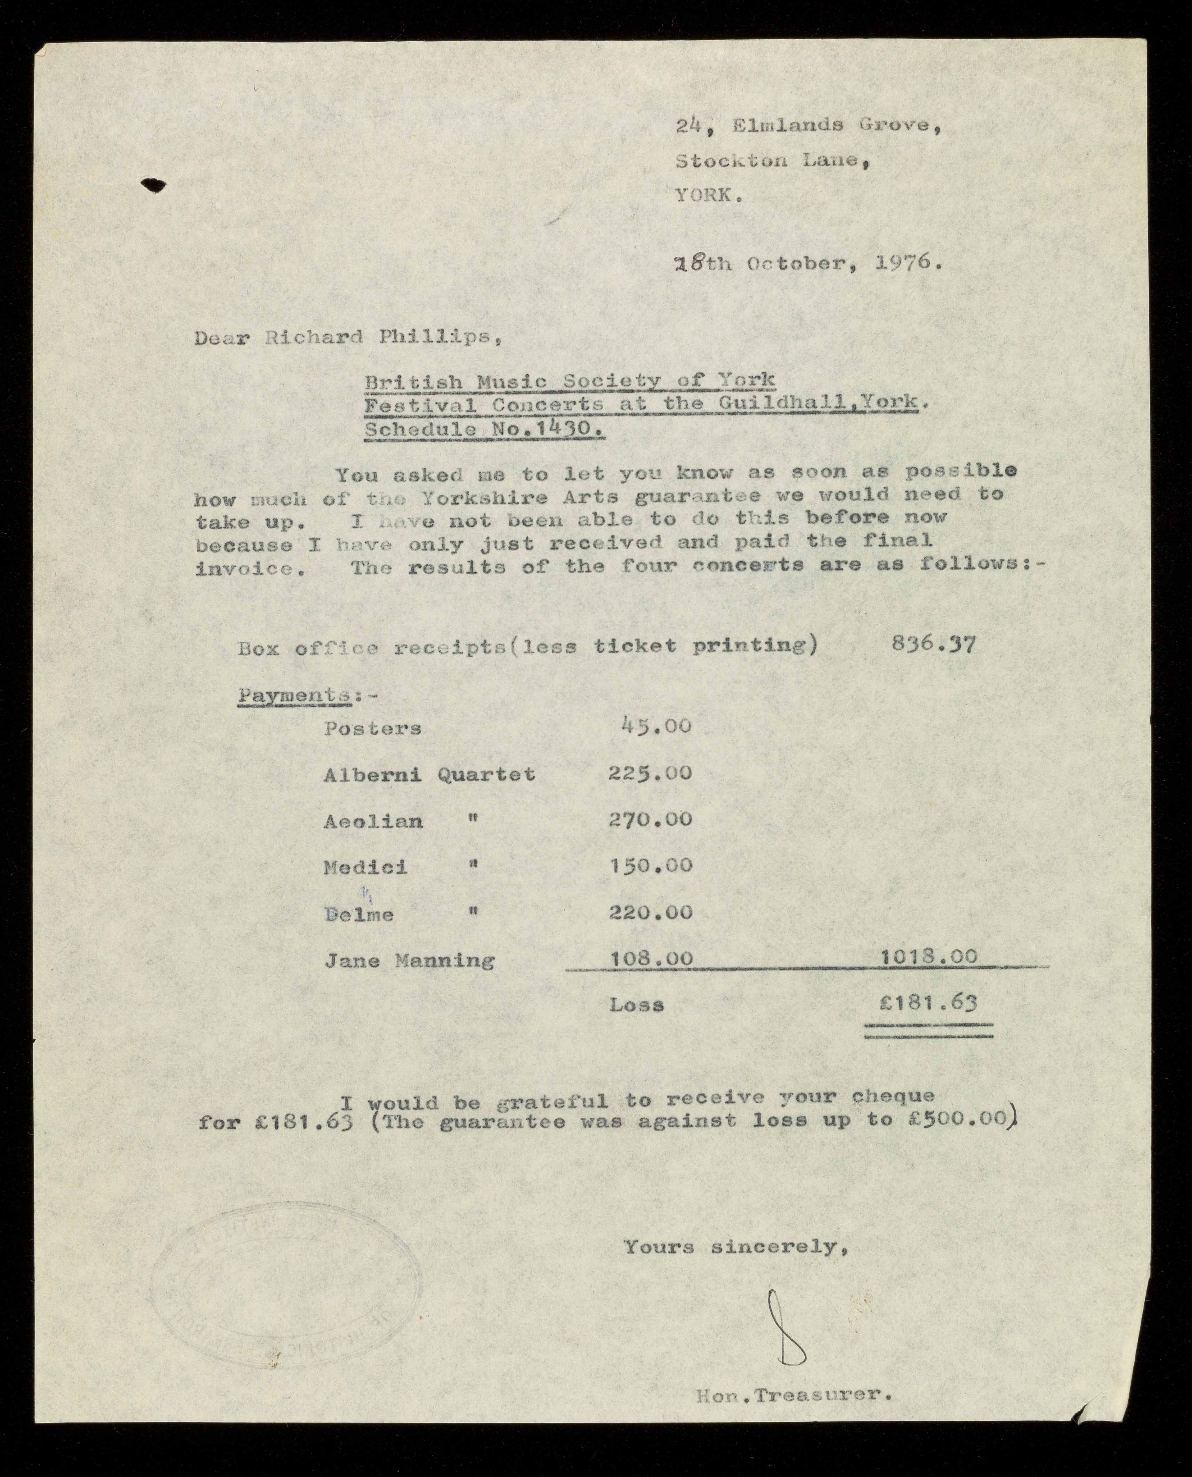 24, Elmlands Grove,
Stockton Lane,
YORK.
18th October, 1976.
Dear Richard Phillips,
British Music Society of York
Festival Concerts at the Guildhall,York.
Schedule No.1430.
You asked me to let you know as soon as possible
how much of the Yorkshire Arts guarantee we would need to
take up. I have not been able to do this before now
because I have only just received and paid the final
invoice. The results of the four concerts are as follows:-
Box office receipts(less ticket printing) 836.37
Payments:-
Posters 45.00
Alberni Quartet 225.00
Aeolian " 270.00
Medici " 150.00
Delme " 220.00
Jane Manning 108.00 1018.00
Loss £181.63
I would be grateful to receive your cheque
for £181.63 (The guarantee was against loss up to £500.00)
Yours sincerely,
Hon.Treasurer.